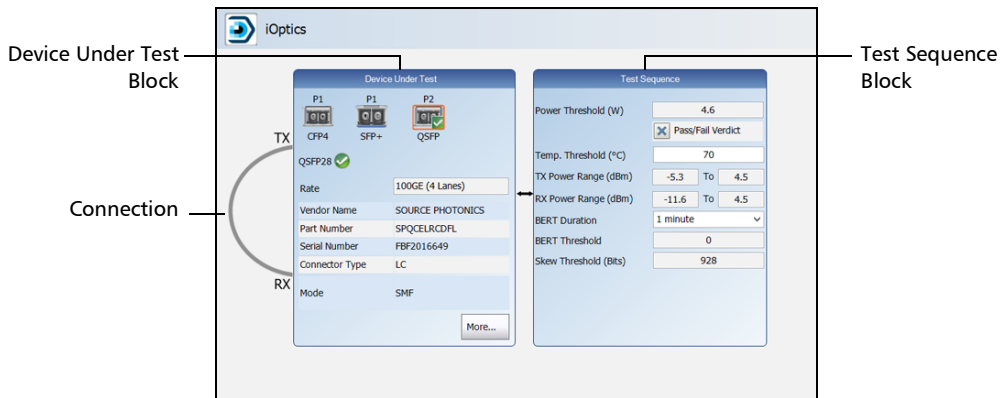 iOptics
Device Under Test
Block
Test Sequence
Block
Connection
TX
RX
Device Under Test
P1 P1 P2
CFP4 SFP+ QSFP
QSFP28
Rate 100GE (4 Lanes)
Vendor Name SOURCE PHOTONICS
Part Number SPQCELRCDFL
Serial Number FBF2016649
Connector Type LC
Mode SMF
More...
Test Sequence
Power Threshold (W) 4.6
Pass/Fail Verdict
Temp. Threshold (°C) 70
TX Power Range (dBm) -5.3 To 4.5
RX Power Range (dBm) -11.6 To 4.5
BERT Duration 1 minute
BERT Threshold 0
Skew Threshold (Bits) 928